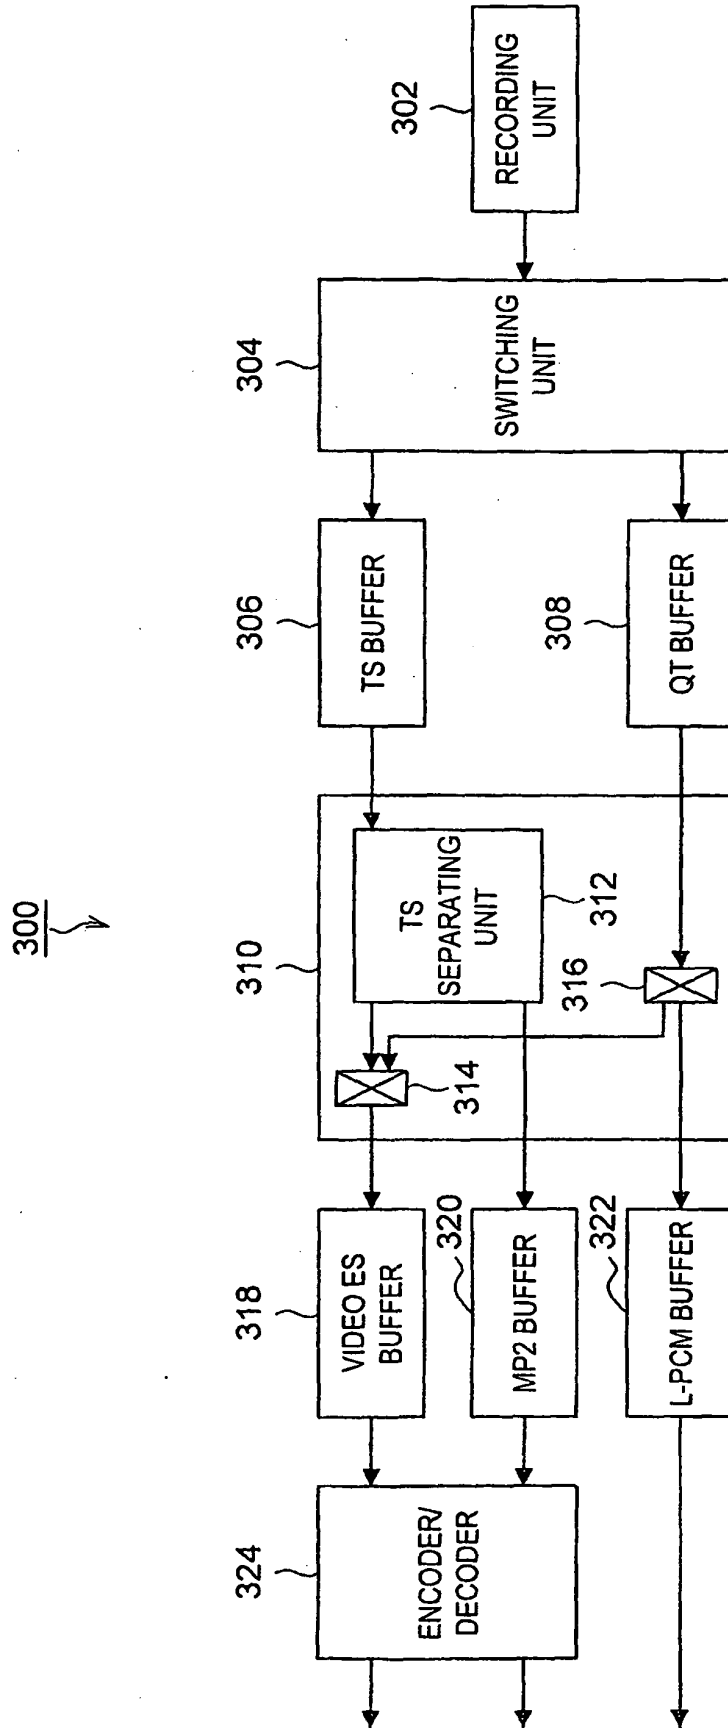 300
302
RECORDING
UNIT
304
SWITCHING
UNIT
306
TS BUFFER
308
QT BUFFER
310
TS
SEPARATING
UNIT
312
316
314
318
VIDEO ES
BUFFER
320
MP2 BUFFER
322
L-PCM BUFFER
324
ENCODER/
DECODER